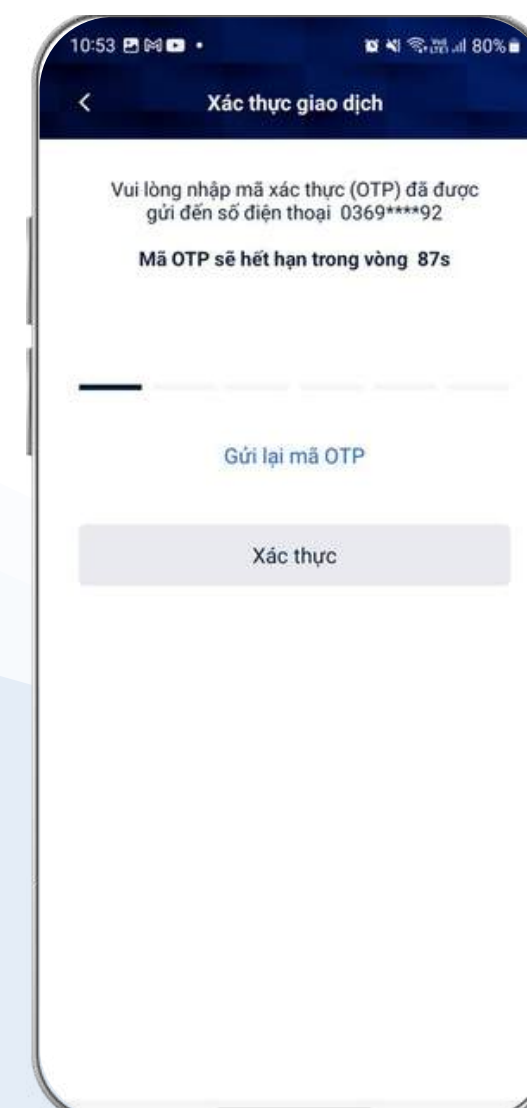 10:53 80%
Xác thực giao dịch
Vui lòng nhập mã xác thực (OTP) đã được
gửi đến số điện thoại 0369****92
Mã OTP sẽ hết hạn trong vòng 87s
Gửi lại mã OTP
Xác thực